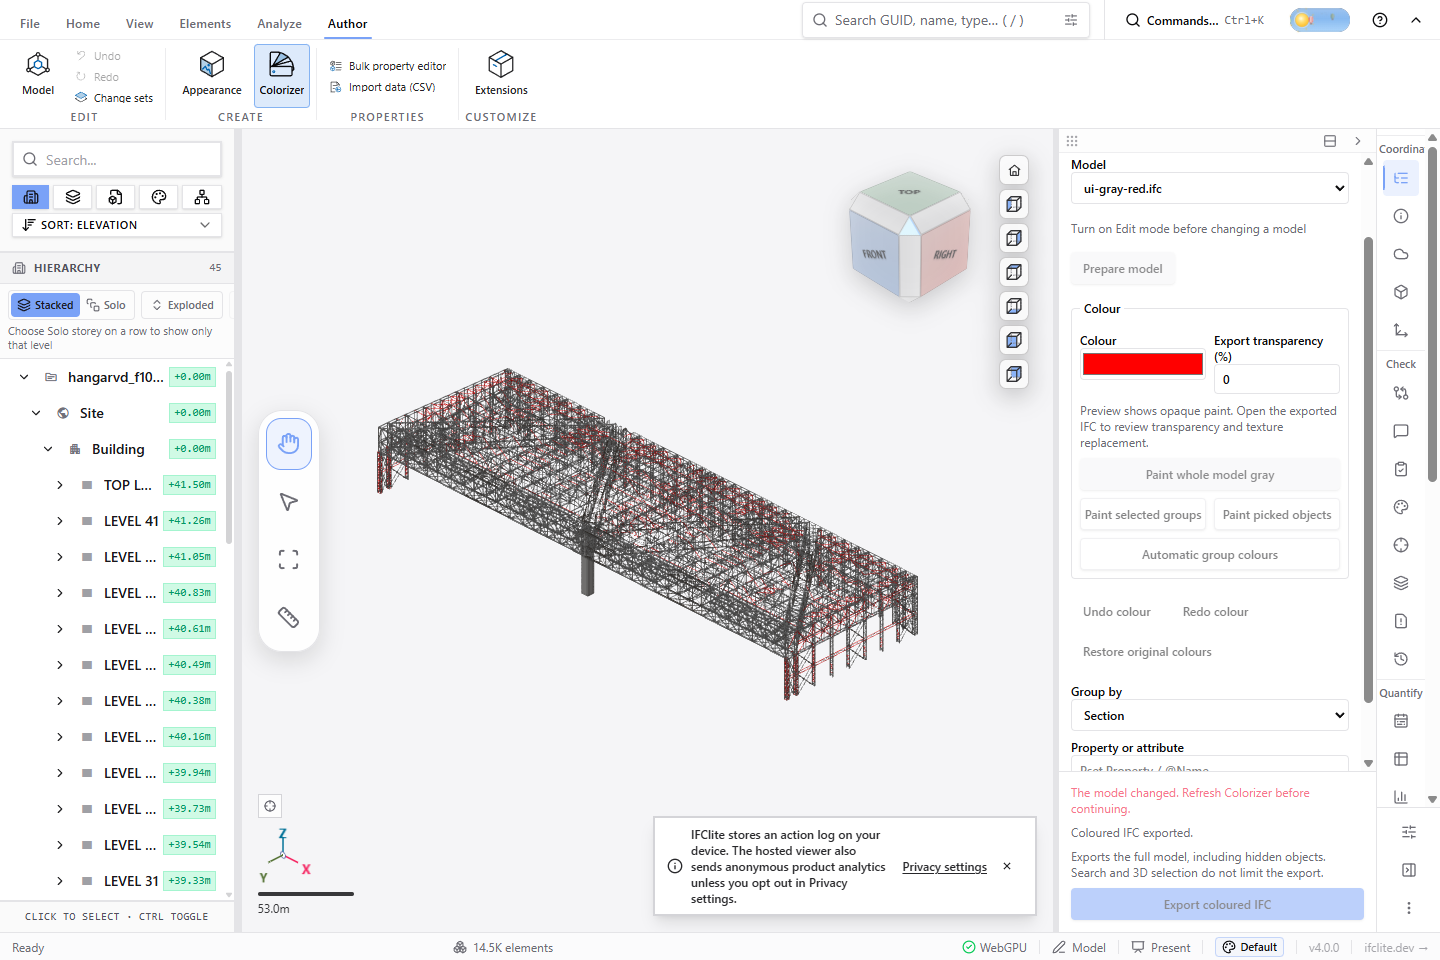 File Home View Elements Analyze Author
Search GUID, name, type... ( / )
Commands... Ctrl+K
Model
Undo
Redo
Change sets
EDIT
Appearance
Colorizer
CREATE
Bulk property editor
Import data (CSV)
PROPERTIES
Extensions
CUSTOMIZE
Search...
SORT: ELEVATION
HIERARCHY 45
Stacked Solo Exploded
Choose Solo storey on a row to show only
that level
hangarvd_f10... +0.00m
Site +0.00m
Building +0.00m
TOP L... +41.50m
LEVEL 41 +41.26m
LEVEL ... +41.05m
LEVEL ... +40.83m
LEVEL ... +40.61m
LEVEL ... +40.49m
LEVEL ... +40.38m
LEVEL ... +40.16m
LEVEL ... +39.94m
LEVEL ... +39.73m
LEVEL ... +39.54m
LEVEL 31 +39.33m
CLICK TO SELECT · CTRL TOGGLE
TOP
FRONT
RIGHT
Z
X
Y
53.0m
IFClite stores an action log on your
device. The hosted viewer also
sends anonymous product analytics
unless you opt out in Privacy
settings.
Privacy settings
Model
ui-gray-red.ifc
Turn on Edit mode before changing a model
Prepare model
Colour
Colour
Export transparency
(%)
0
Preview shows opaque paint. Open the exported
IFC to review transparency and texture
replacement.
Paint whole model gray
Paint selected groups Paint picked objects
Automatic group colours
Undo colour Redo colour
Restore original colours
Group by
Section
Property or attribute
Pset.Property / @Name
The model changed. Refresh Colorizer before
continuing.
Coloured IFC exported.
Exports the full model, including hidden objects.
Search and 3D selection do not limit the export.
Export coloured IFC
Coordina
Check
Quantify
Ready
14.5K elements
WebGPU Model Present Default v4.0.0 ifclite.dev →